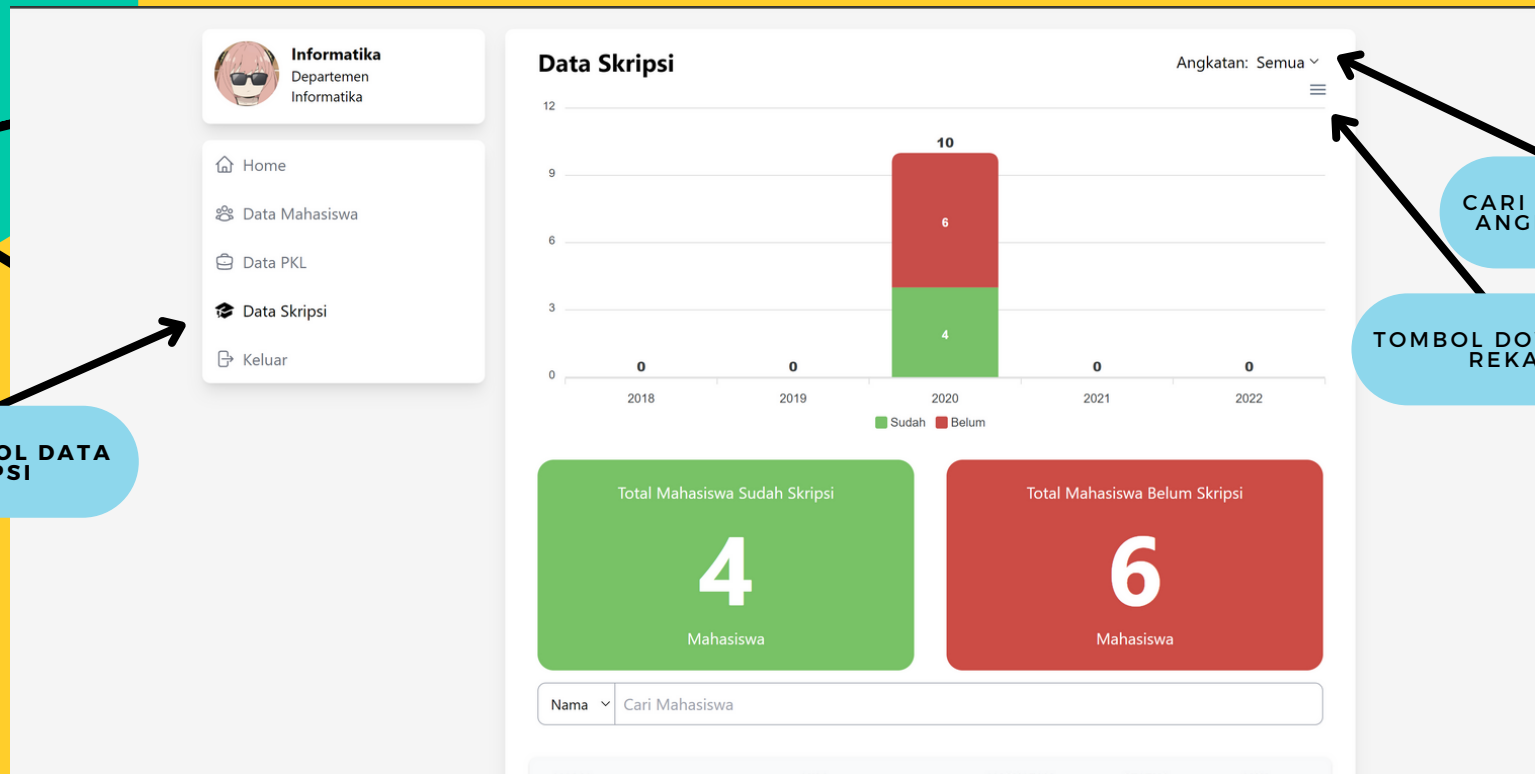 Informatika
Departemen
Informatika
Home
Data Mahasiswa
Data PKL
Data Skripsi
Keluar
OL DATA
PSI
Data Skripsi
Angkatan: Semua
12
9
6
3
0
0
0
10
6
4
0
0
2018
2019
2020
2021
2022
Sudah
Belum
Total Mahasiswa Sudah Skripsi
4
Mahasiswa
Total Mahasiswa Belum Skripsi
6
Mahasiswa
Nama
Cari Mahasiswa
CARI
ANG
TOMBOL DO
REKA